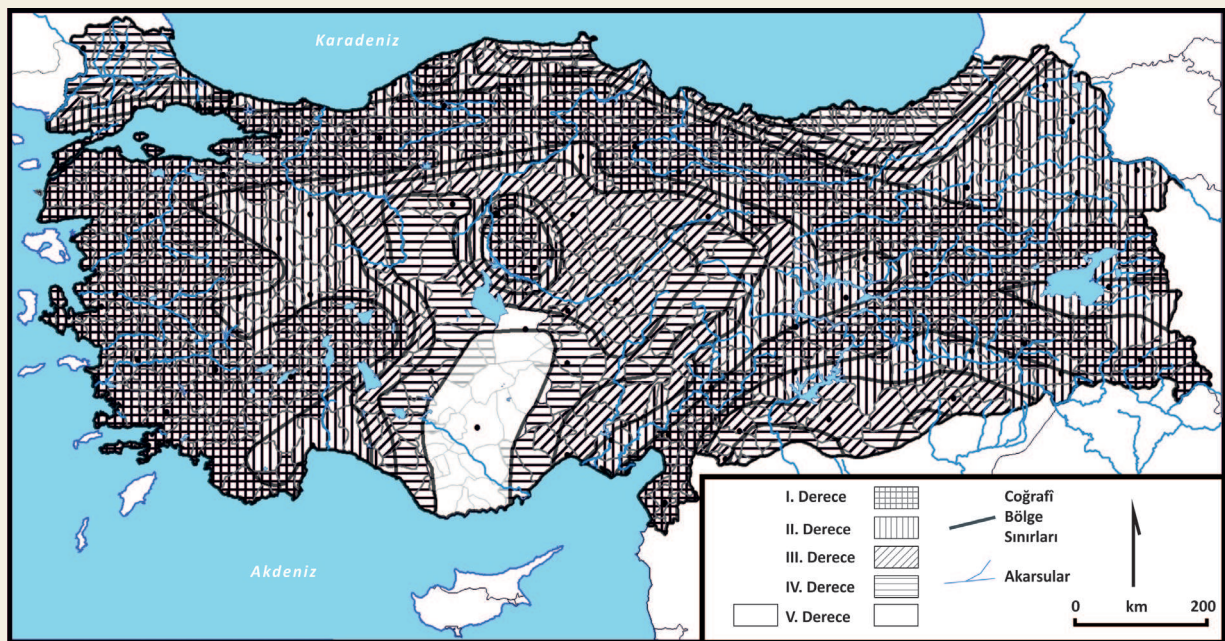 Karadeniz
Akdeniz
I. Derece
II. Derece
III. Derece
IV. Derece
V. Derece
Coğrafî
Bölge
Sınırları
Akarsular
0 km 200